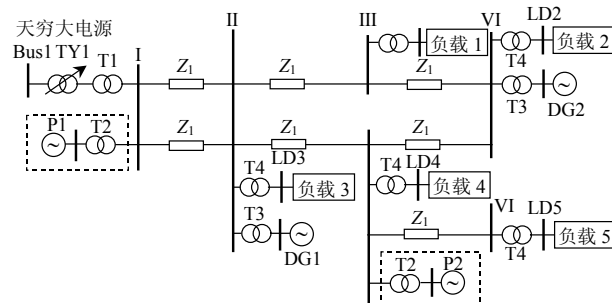 天穷大电源
Bus1 TY1 T1 I
II
III
VI LD2
负载 1
T4 负载 2
Z1 Z1 Z1
T3 DG2
P1 T2
Z1 Z1 Z1
LD3
T4 负载 3
T4 LD4 负载 4
T3 DG1
Z1
VI LD5
T4 负载 5
T2 P2